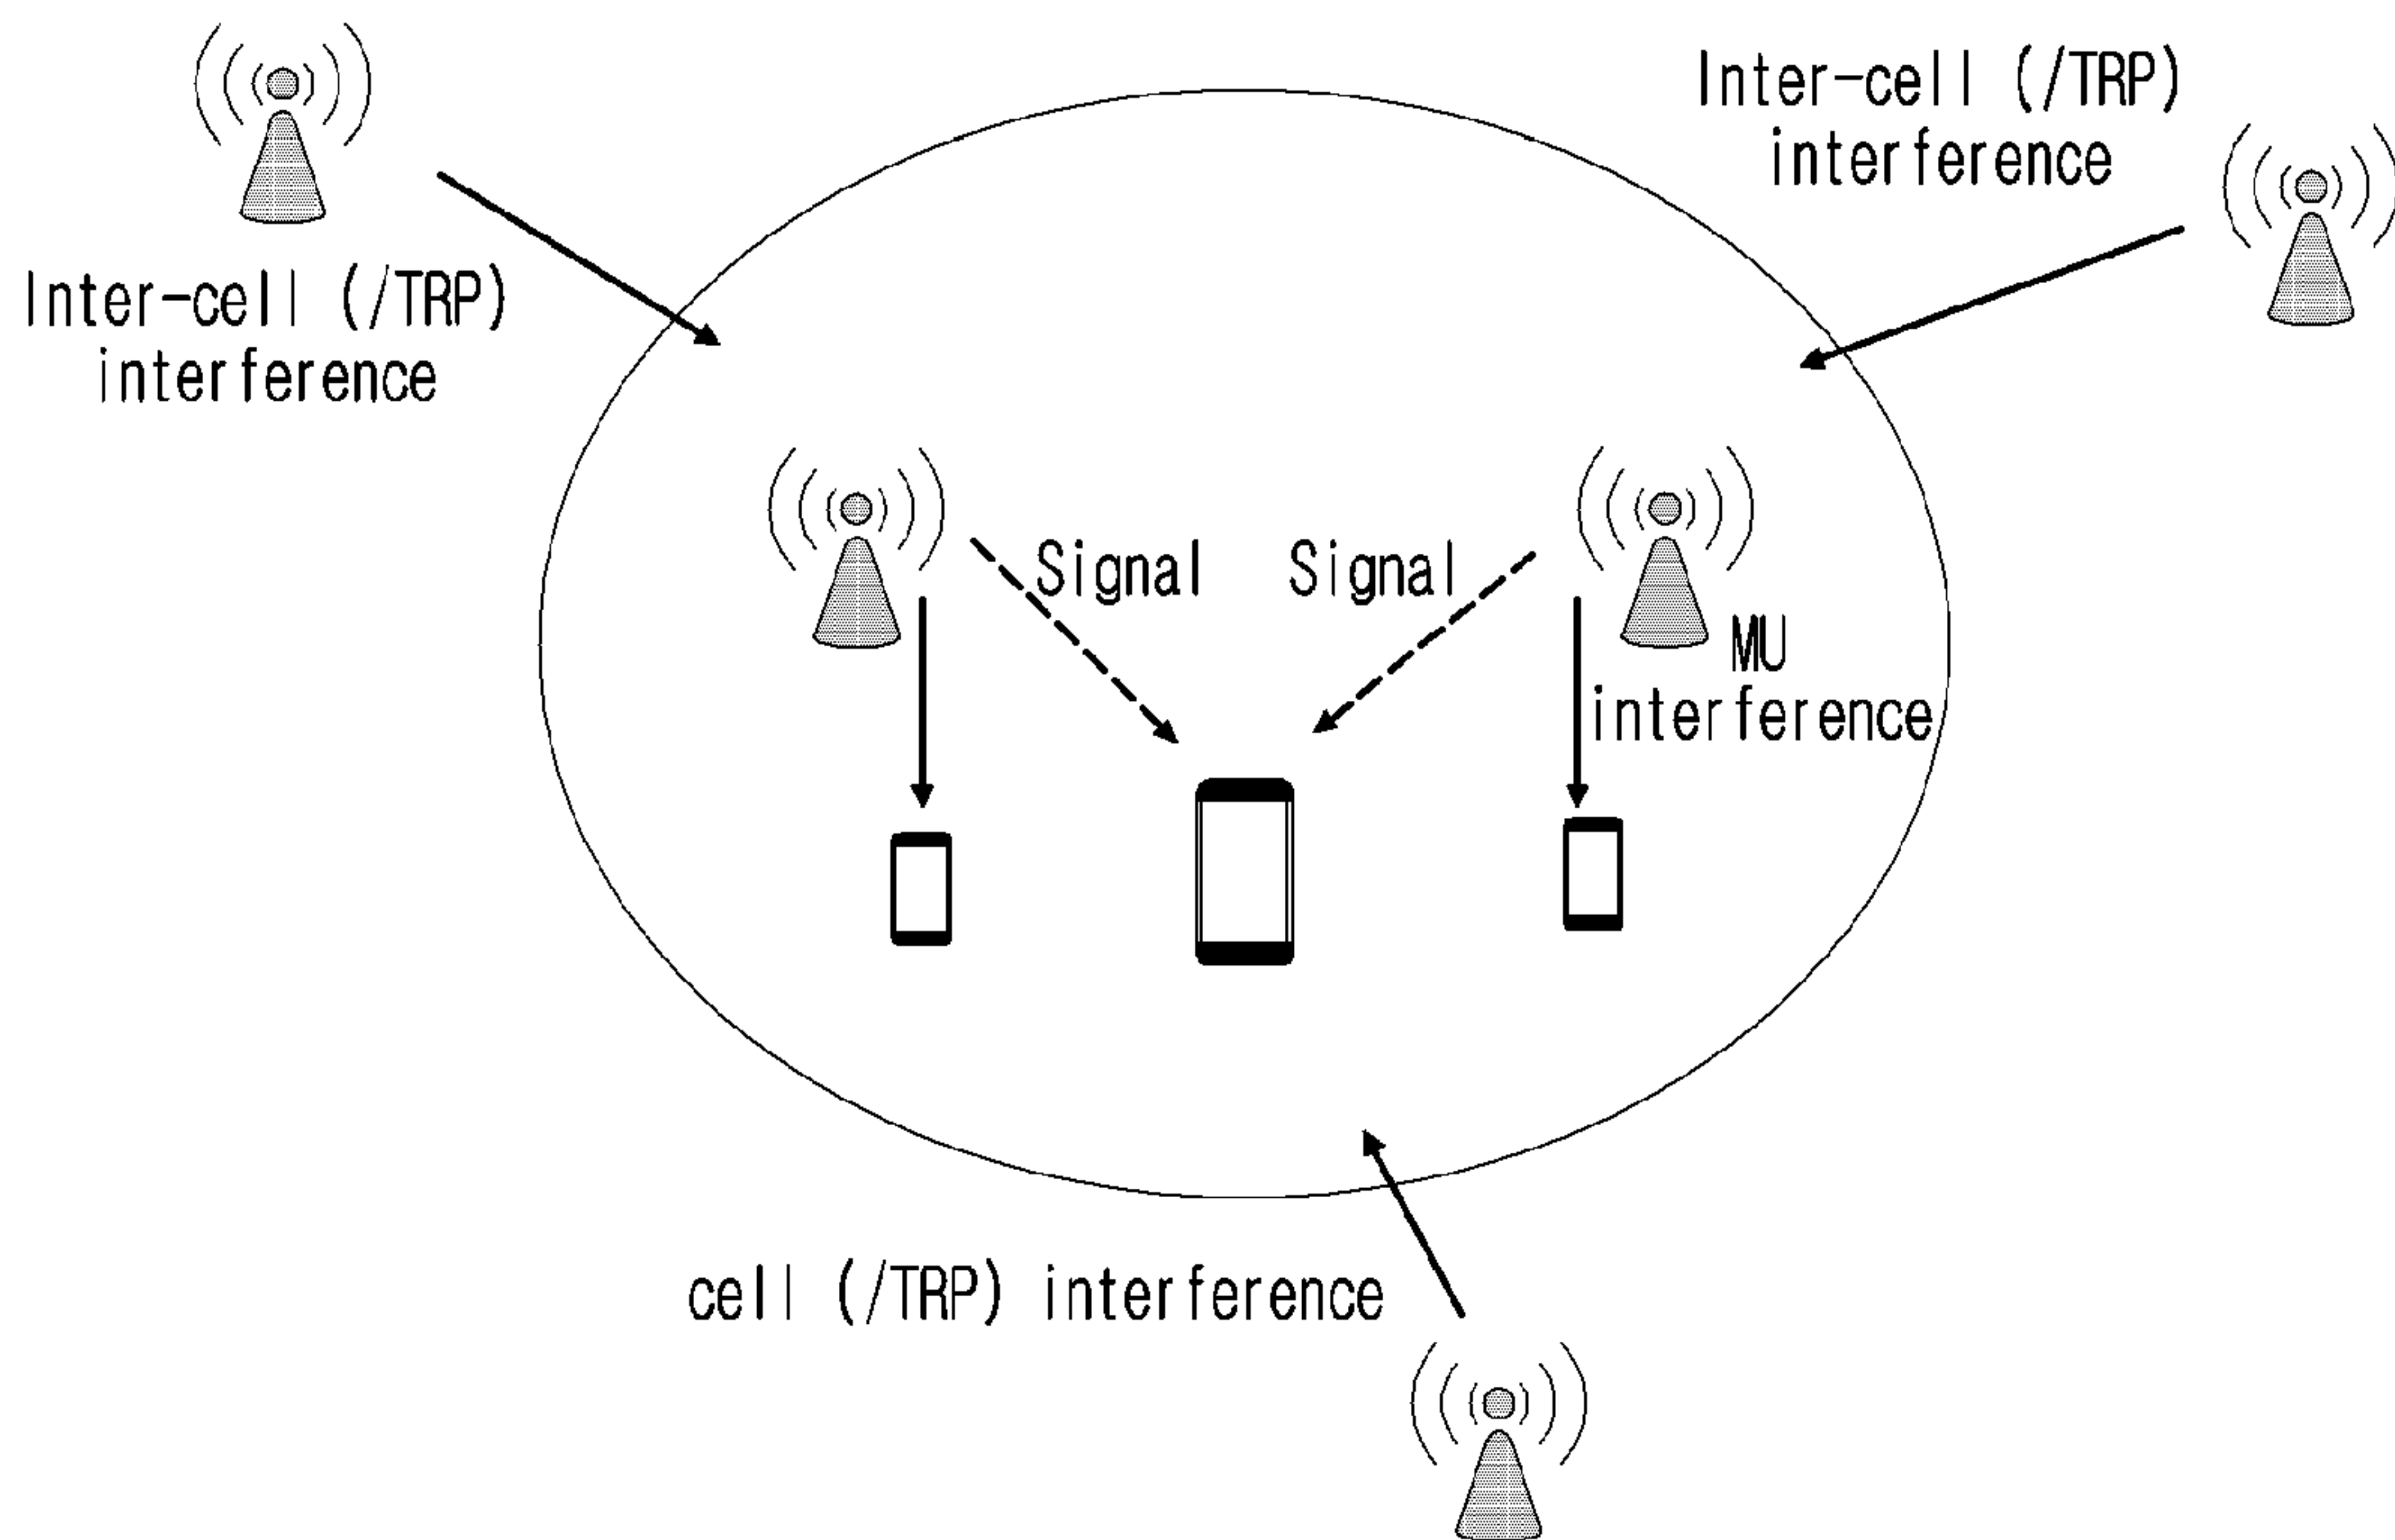 Inter-cell (/TRP)
interference
Inter-cell (/TRP)
interference
Signal
Signal
MU
interference
cell (/TRP) interference